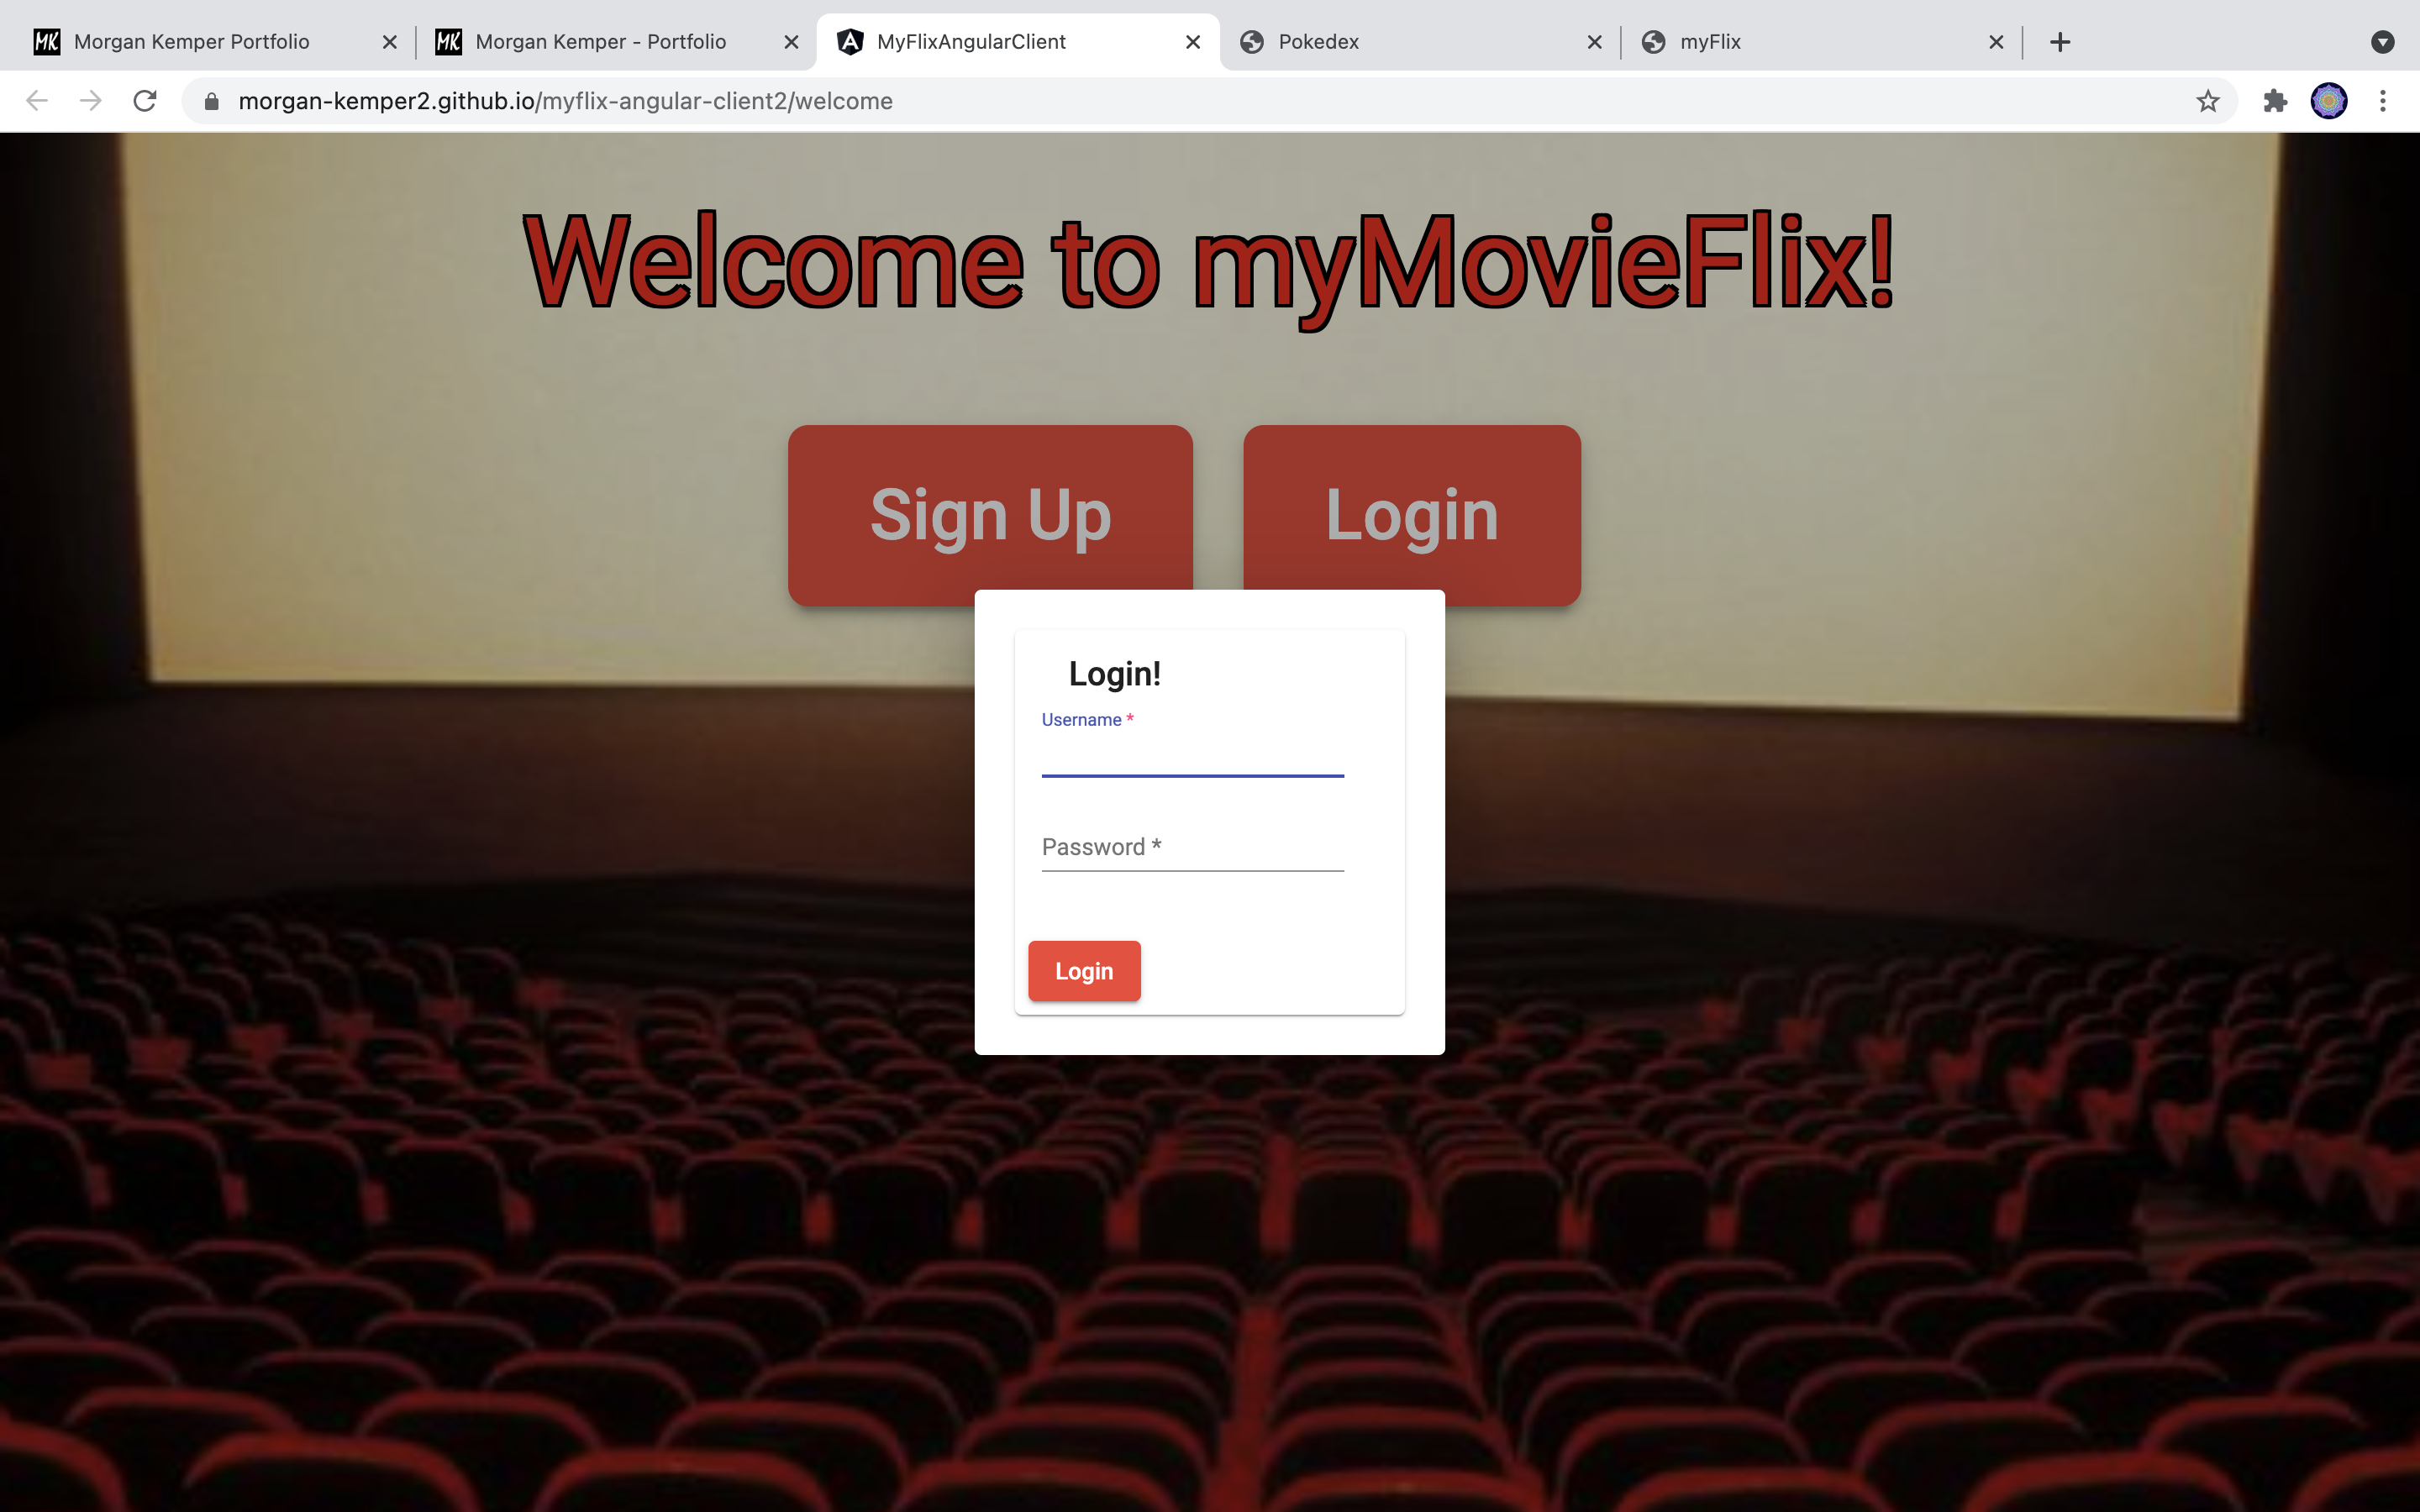 MK Morgan Kemper Portfolio
MK Morgan Kemper - Portfolio
MyFlixAngularClient
Pokedex
myFlix
morgan-kemper2.github.io/myflix-angular-client2/welcome
Welcome to myMovieFlix!
Sign Up
Login
Login!
Username *
Password *
Login